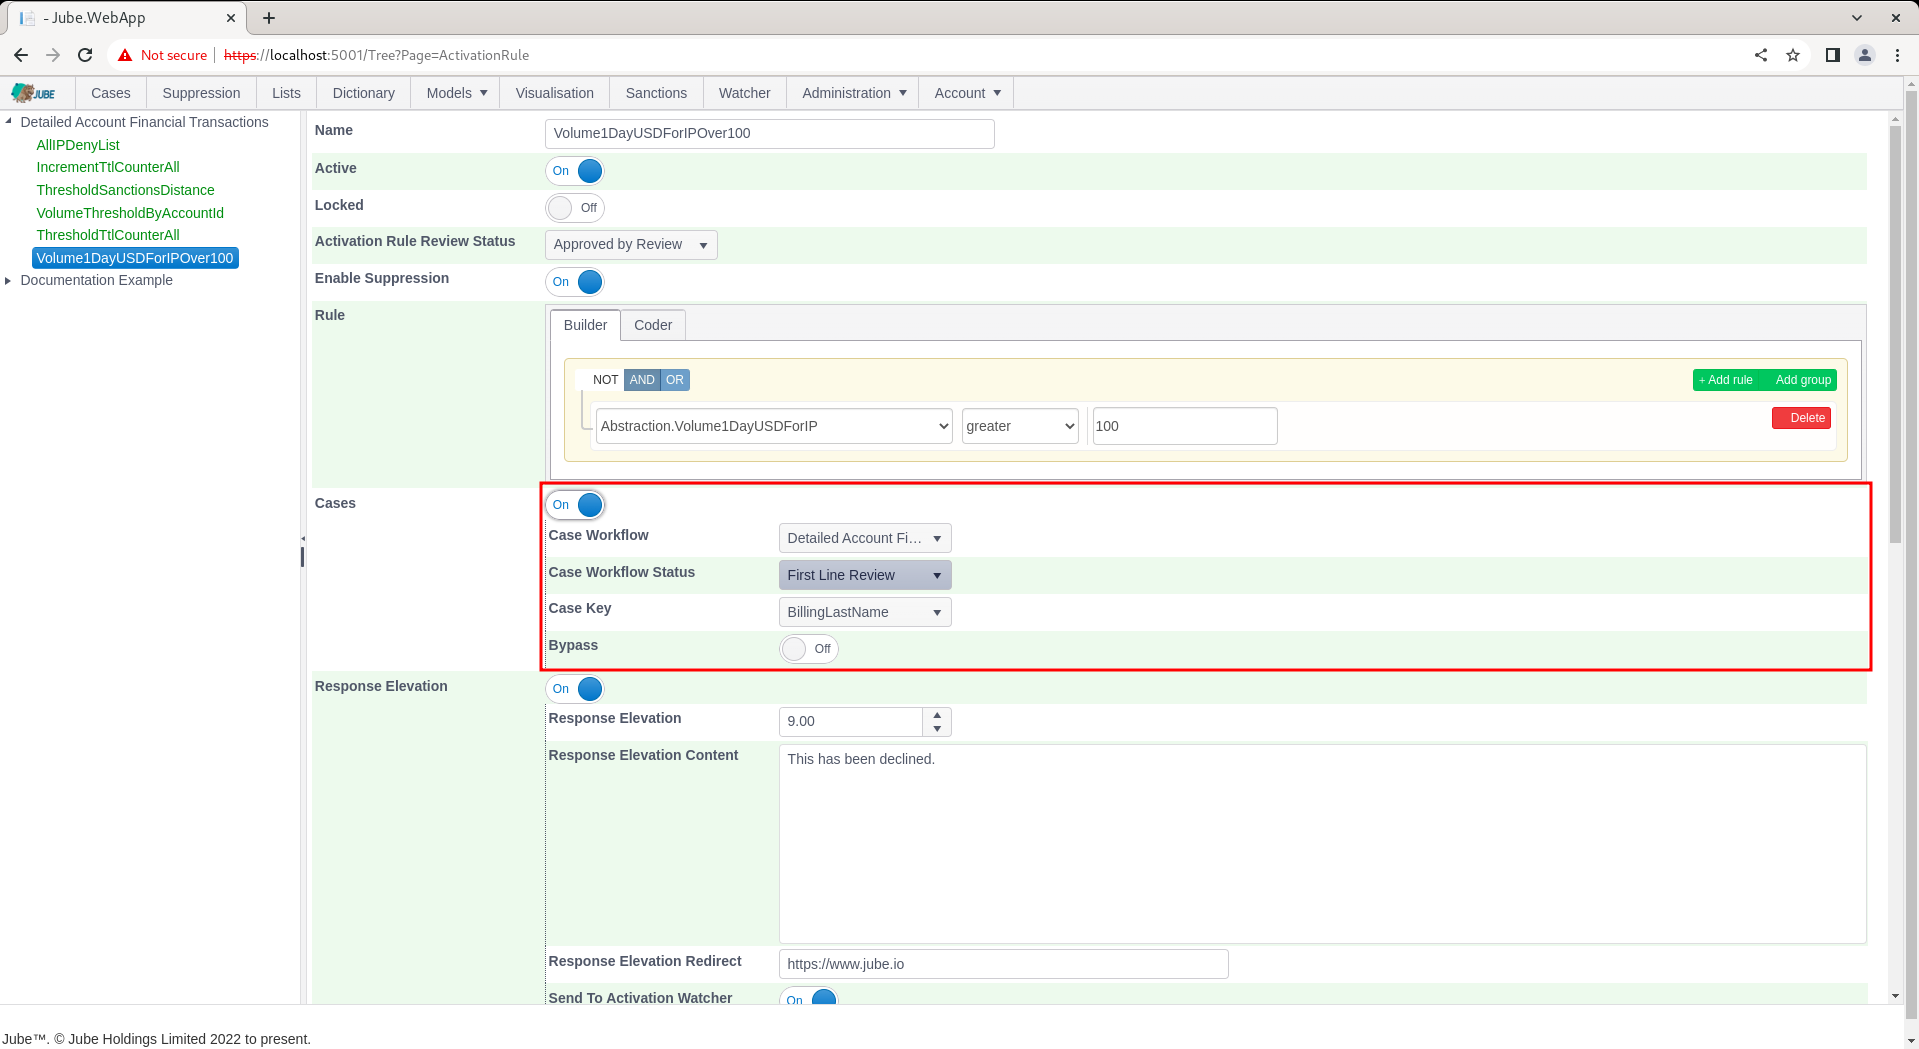 - Jube.WebApp
Not secure https://localhost:5001/Tree?Page=ActivationRule
JUBE Cases Suppression Lists Dictionary Models Visualisation Sanctions Watcher Administration Account
Detailed Account Financial Transactions
AllIPDenyList
IncrementTtlCounterAll
ThresholdSanctionsDistance
VolumeThresholdByAccountId
ThresholdTtlCounterAll
Volume1DayUSDForIPOver100
Documentation Example
Name Volume1DayUSDForIPOver100
Active On
Locked Off
Activation Rule Review Status Approved by Review
Enable Suppression On
Rule Builder Coder
NOT AND OR + Add rule Add group
Abstraction.Volume1DayUSDForIP greater 100 Delete
Cases On
Case Workflow Detailed Account Fi...
Case Workflow Status First Line Review
Case Key BillingLastName
Bypass Off
Response Elevation On
Response Elevation 9.00
Response Elevation Content This has been declined.
Response Elevation Redirect https://www.jube.io
Send To Activation Watcher On
Jube™. © Jube Holdings Limited 2022 to present.